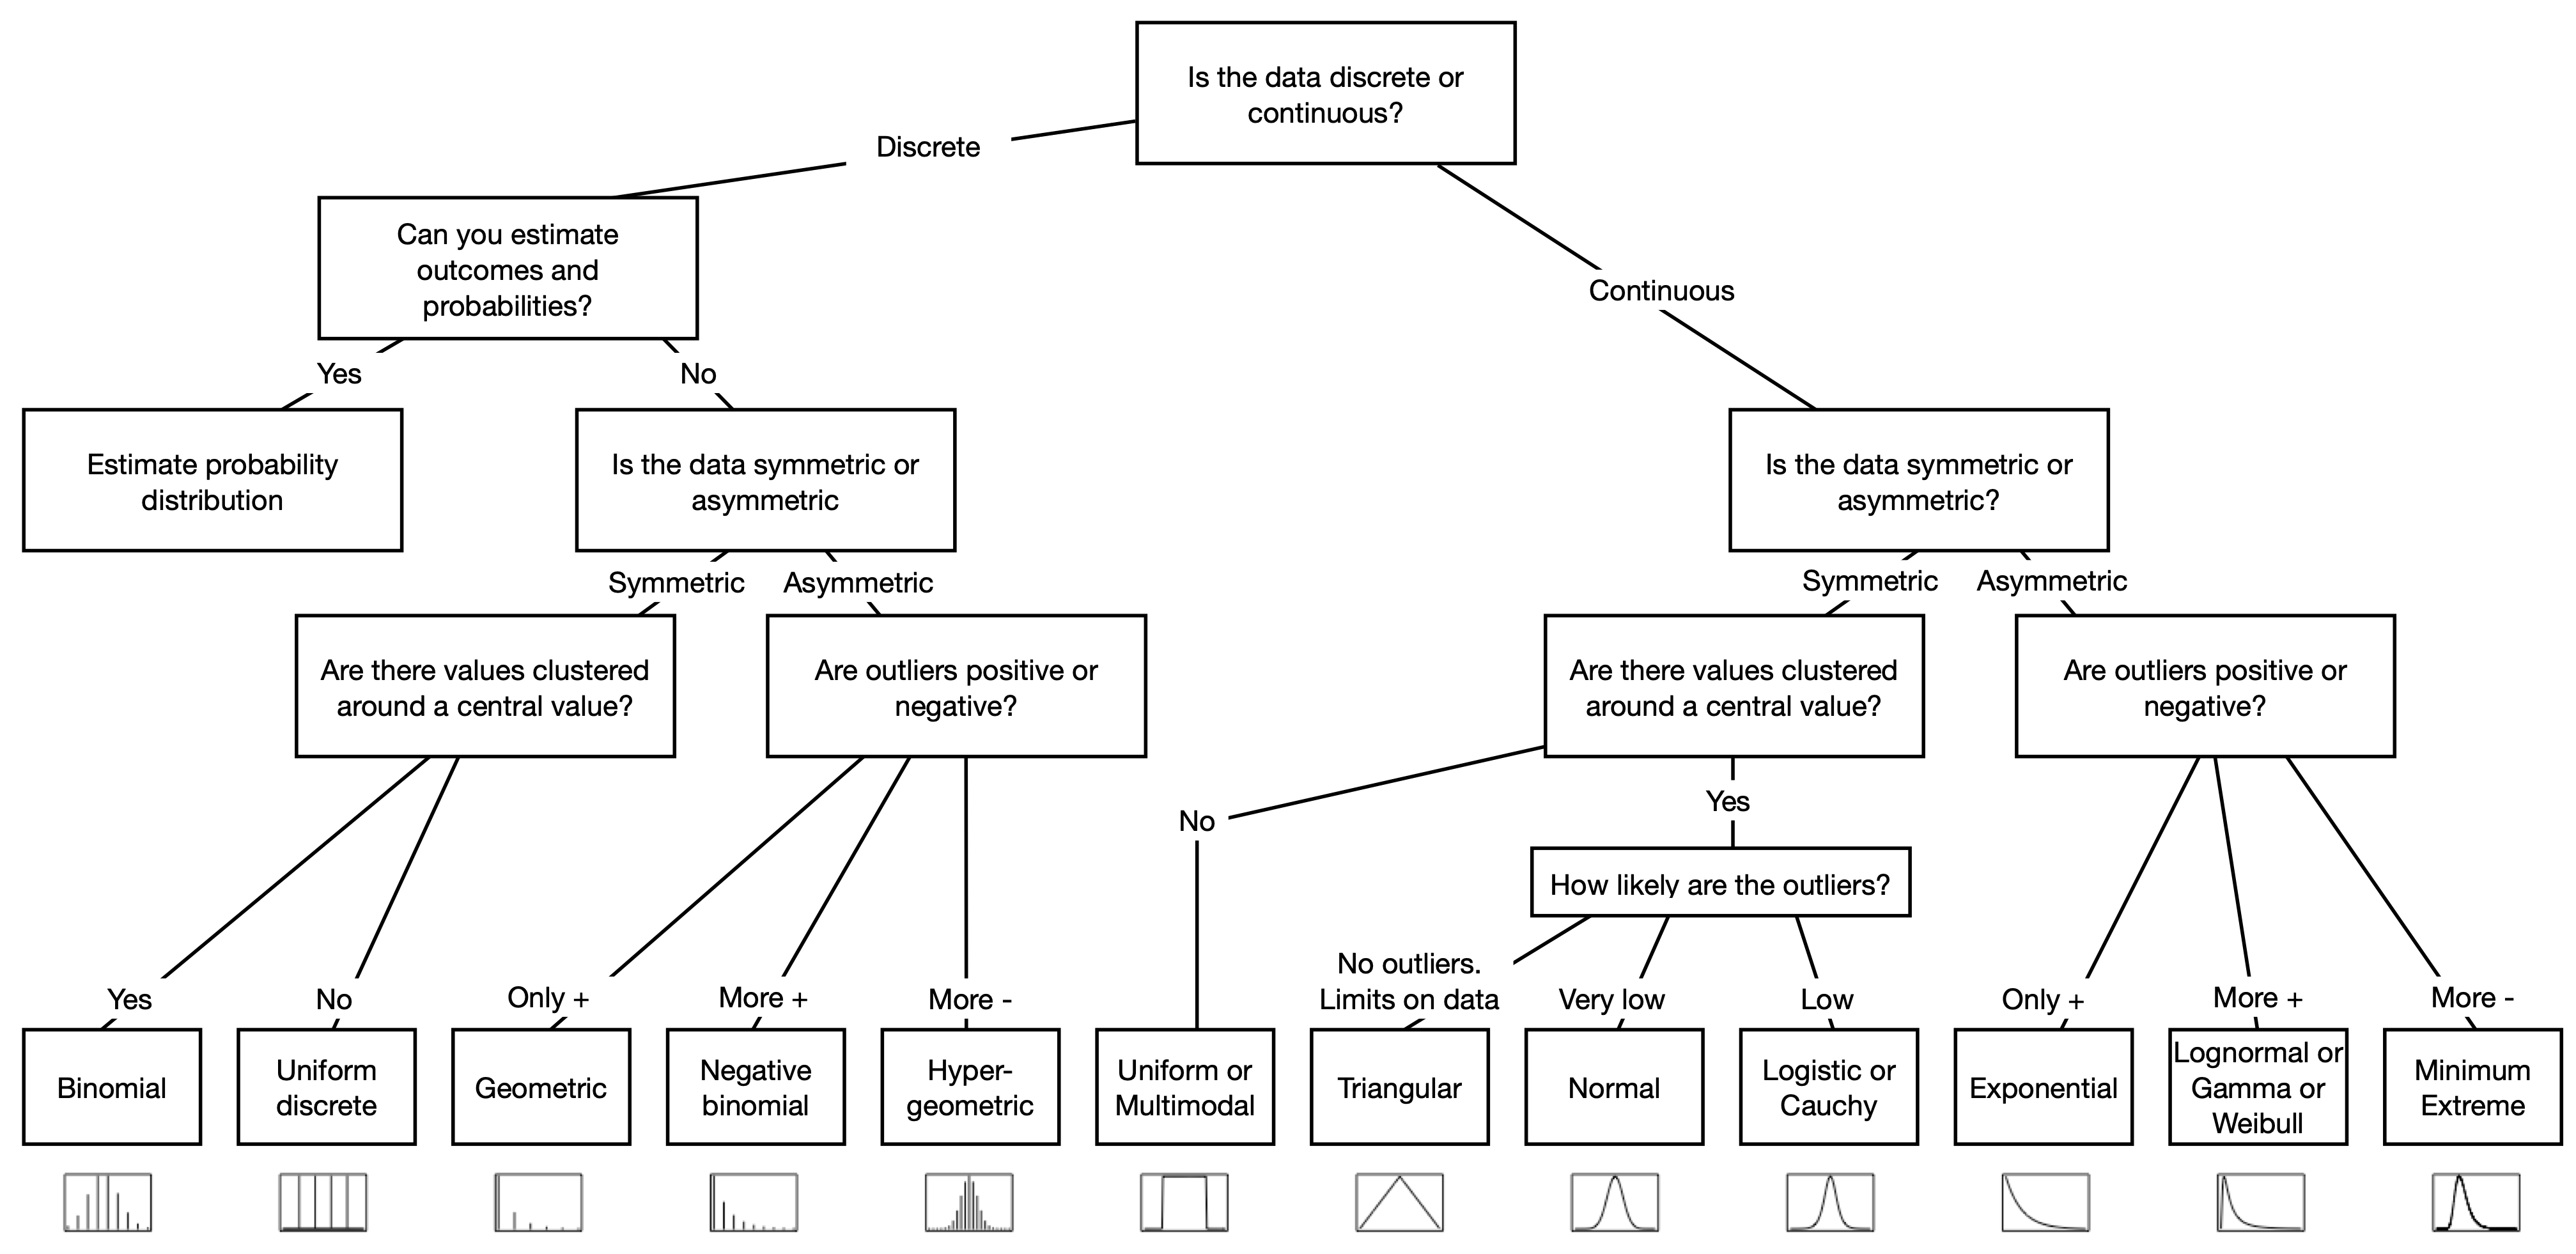 Is the data discrete or
continuous?
Discrete
Can you estimate
outcomes and
probabilities?
Continuous
Yes
No
Estimate probability
distribution
Is the data symmetric or
asymmetric
Is the data symmetric or
asymmetric?
Symmetric
Asymmetric
Symmetric
Asymmetric
Are there values clustered
around a central value?
Are outliers positive or
negative?
Are there values clustered
around a central value?
Are outliers positive or
negative?
No
Yes
How likely are the outliers?
Yes
No
Only +
More +
More -
No outliers.
Limits on data
Very low
Low
Only +
More +
More -
Binomial
Uniform
discrete
Geometric
Negative
binomial
Hyper-
geometric
Uniform or
Multimodal
Triangular
Normal
Logistic or
Cauchy
Exponential
Lognormal or
Gamma or
Weibull
Minimum
Extreme